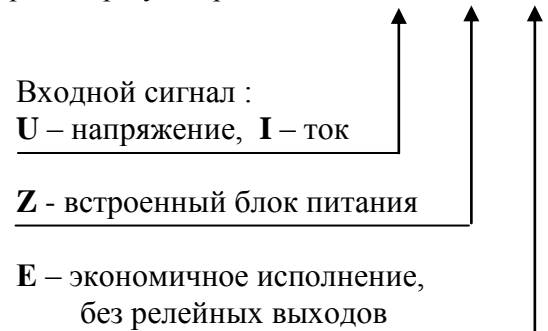 Входной сигнал :
U – напряжение, I – ток
Z - встроенный блок питания
E – экономичное исполнение,
без релейных выходов